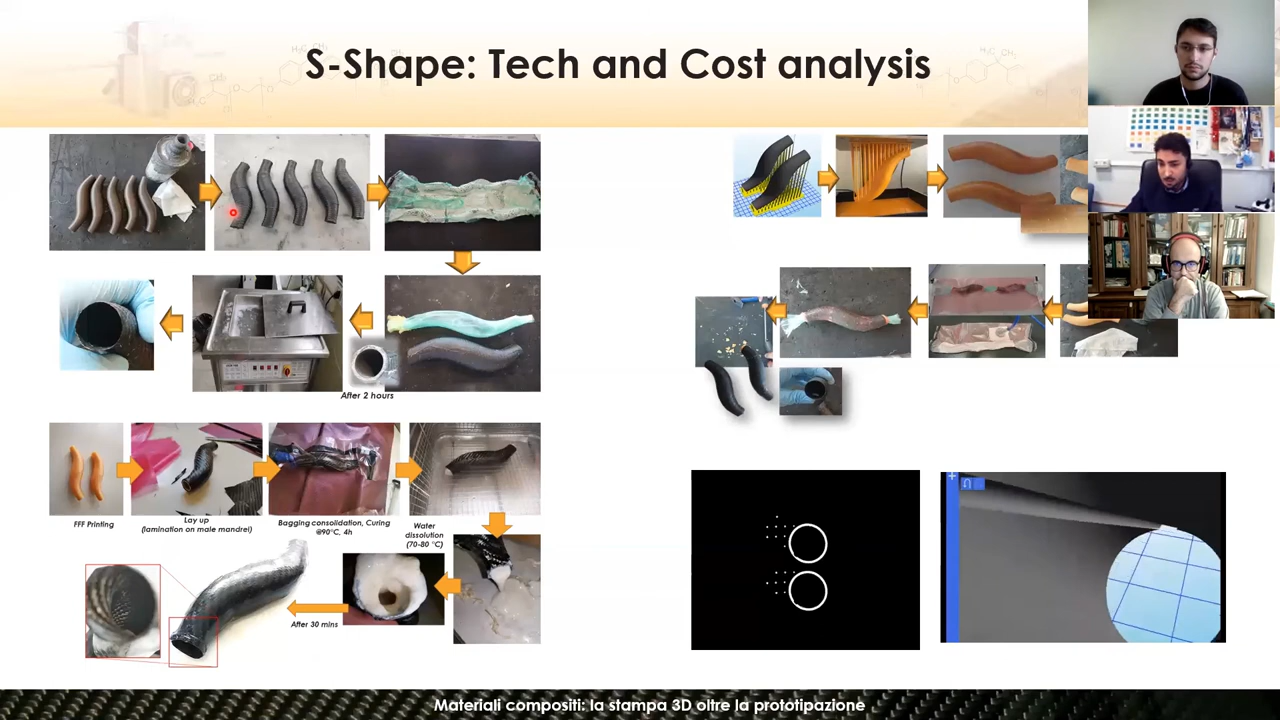 S-Shape: Tech and Cost analysis
After 2 hours
FFF Printing
Lay up
(lamination on male mandrel)
Bagging consolidation, Curing
@90°C, 4h
Water
dissolution
(70-80 °C)
After 30 mins
Materiali compositi: la stampa 3D oltre la prototipazione